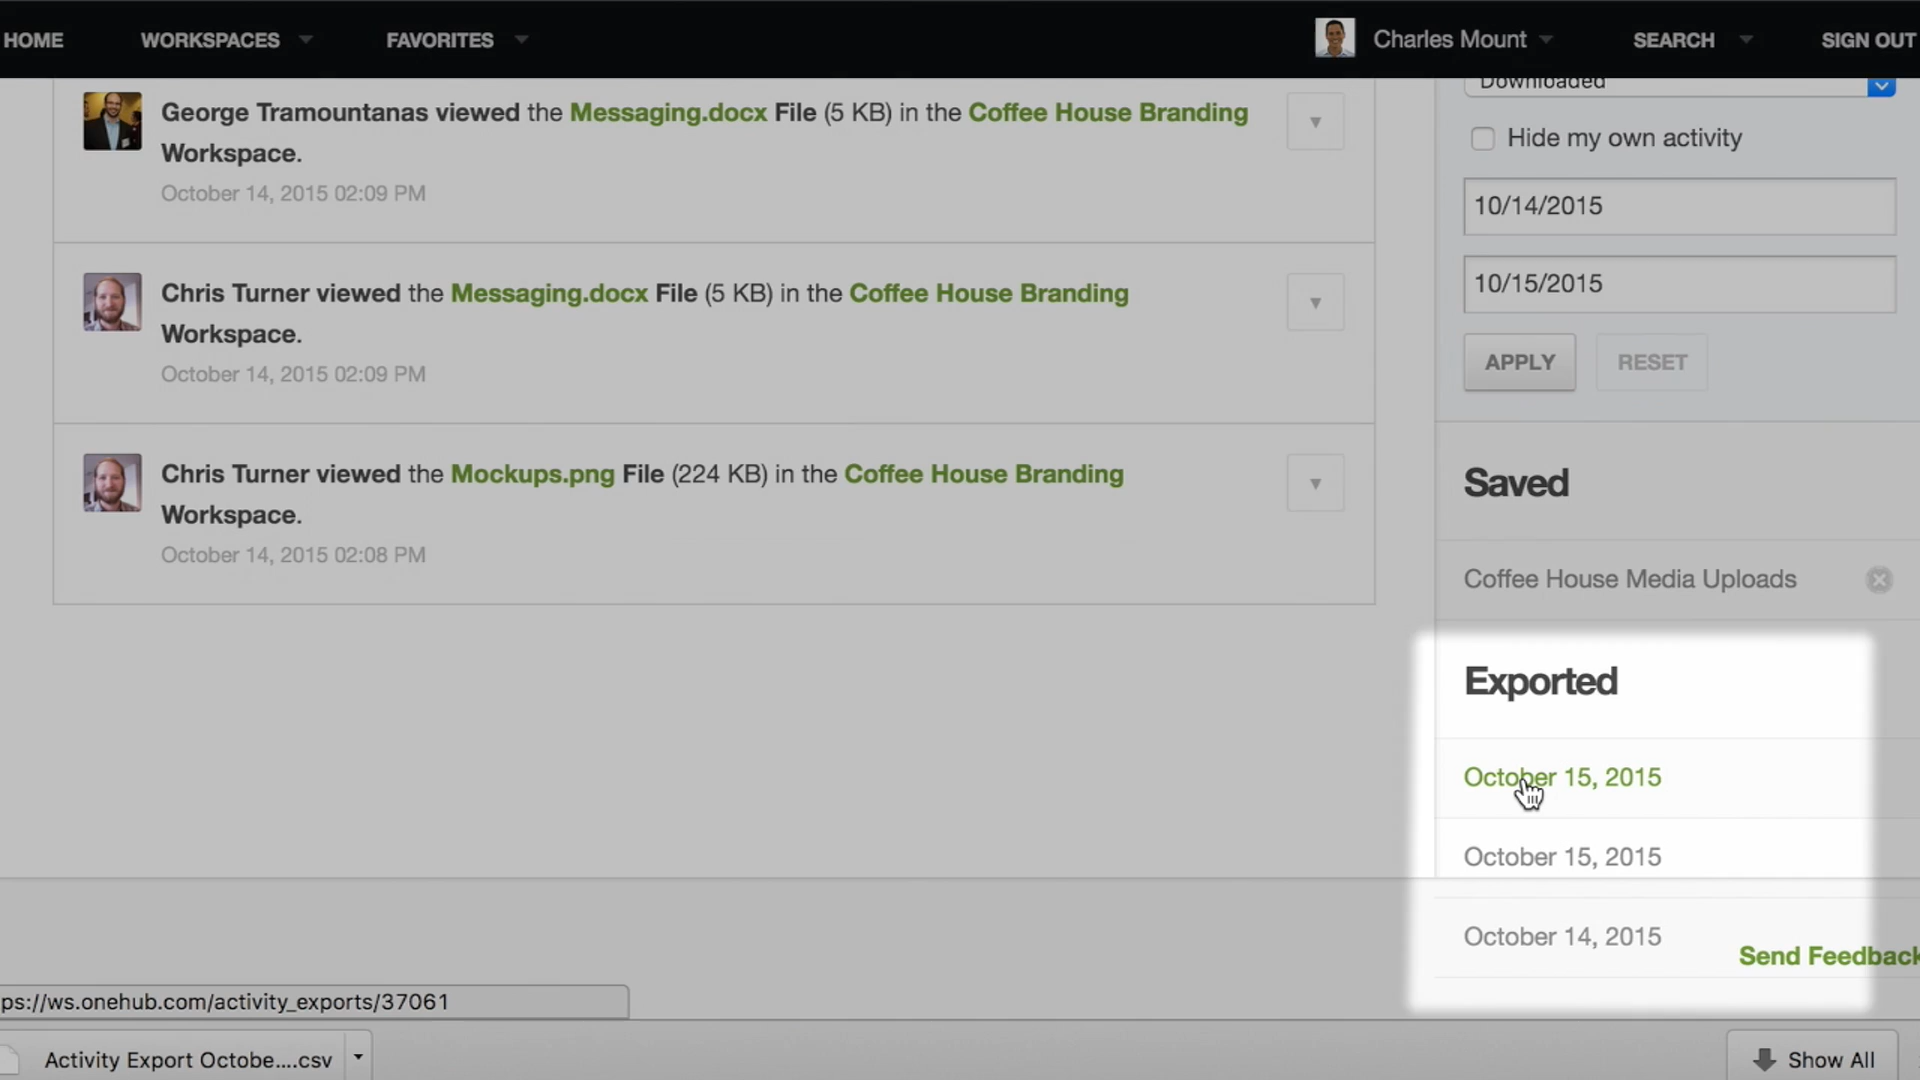 HOME WORKSPACES FAVORITES Charles Mount SEARCH SIGN OUT
George Tramountanas viewed the Messaging.docx File (5 KB) in the Coffee House Branding
Workspace.
October 14, 2015 02:09 PM
Chris Turner viewed the Messaging.docx File (5 KB) in the Coffee House Branding
Workspace.
October 14, 2015 02:09 PM
Chris Turner viewed the Mockups.png File (224 KB) in the Coffee House Branding
Workspace.
October 14, 2015 02:08 PM
Downloaded
Hide my own activity
10/14/2015
10/15/2015
APPLY RESET
Saved
Coffee House Media Uploads
Exported
October 15, 2015
October 15, 2015
October 14, 2015
Send Feedback
ps://ws.onehub.com/activity_exports/37061
Activity Export Octobe....csv
Show All